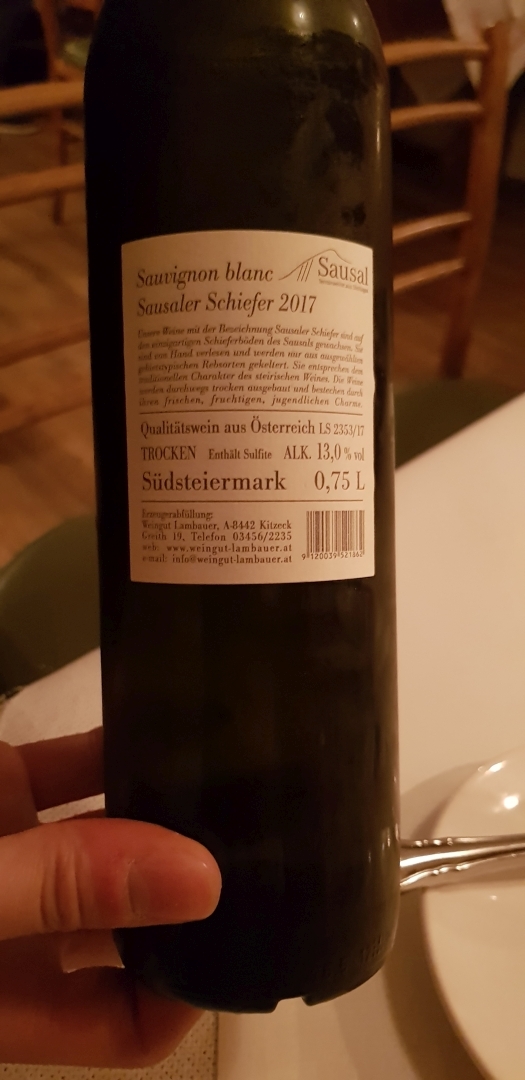 Sauvignon blanc
Sausal
Sausaler Schiefer 2017
Unsere Weine mit der Bezeichnung Sausaler Schiefer sind auf
den einzigartigen Schieferböden des Sausals gewachsen. Sie
sind von Hand verlesen und werden nur aus ausgewählten
gebietstypischen Rebsorten gekeltert. Sie entsprechen dem
traditionellen Charakter des steirischen Weines. Die Weine
werden durchwegs trocken ausgebaut und bestechen durch
ihren frischen, fruchtigen, jugendlichen Charme.
Qualitätswein aus Österreich LS 2353/17
TROCKEN Enthält Sulfite ALK. 13,0 % vol
Südsteiermark 0,75 L
Erzeugerabfüllung:
Weingut Lambauer, A-8442 Kitzeck
Greith 19, Telefon 03456/2235
web: www.weingut-lambauer.at
e-mail: info@weingut-lambauer.at
9 120039 521862